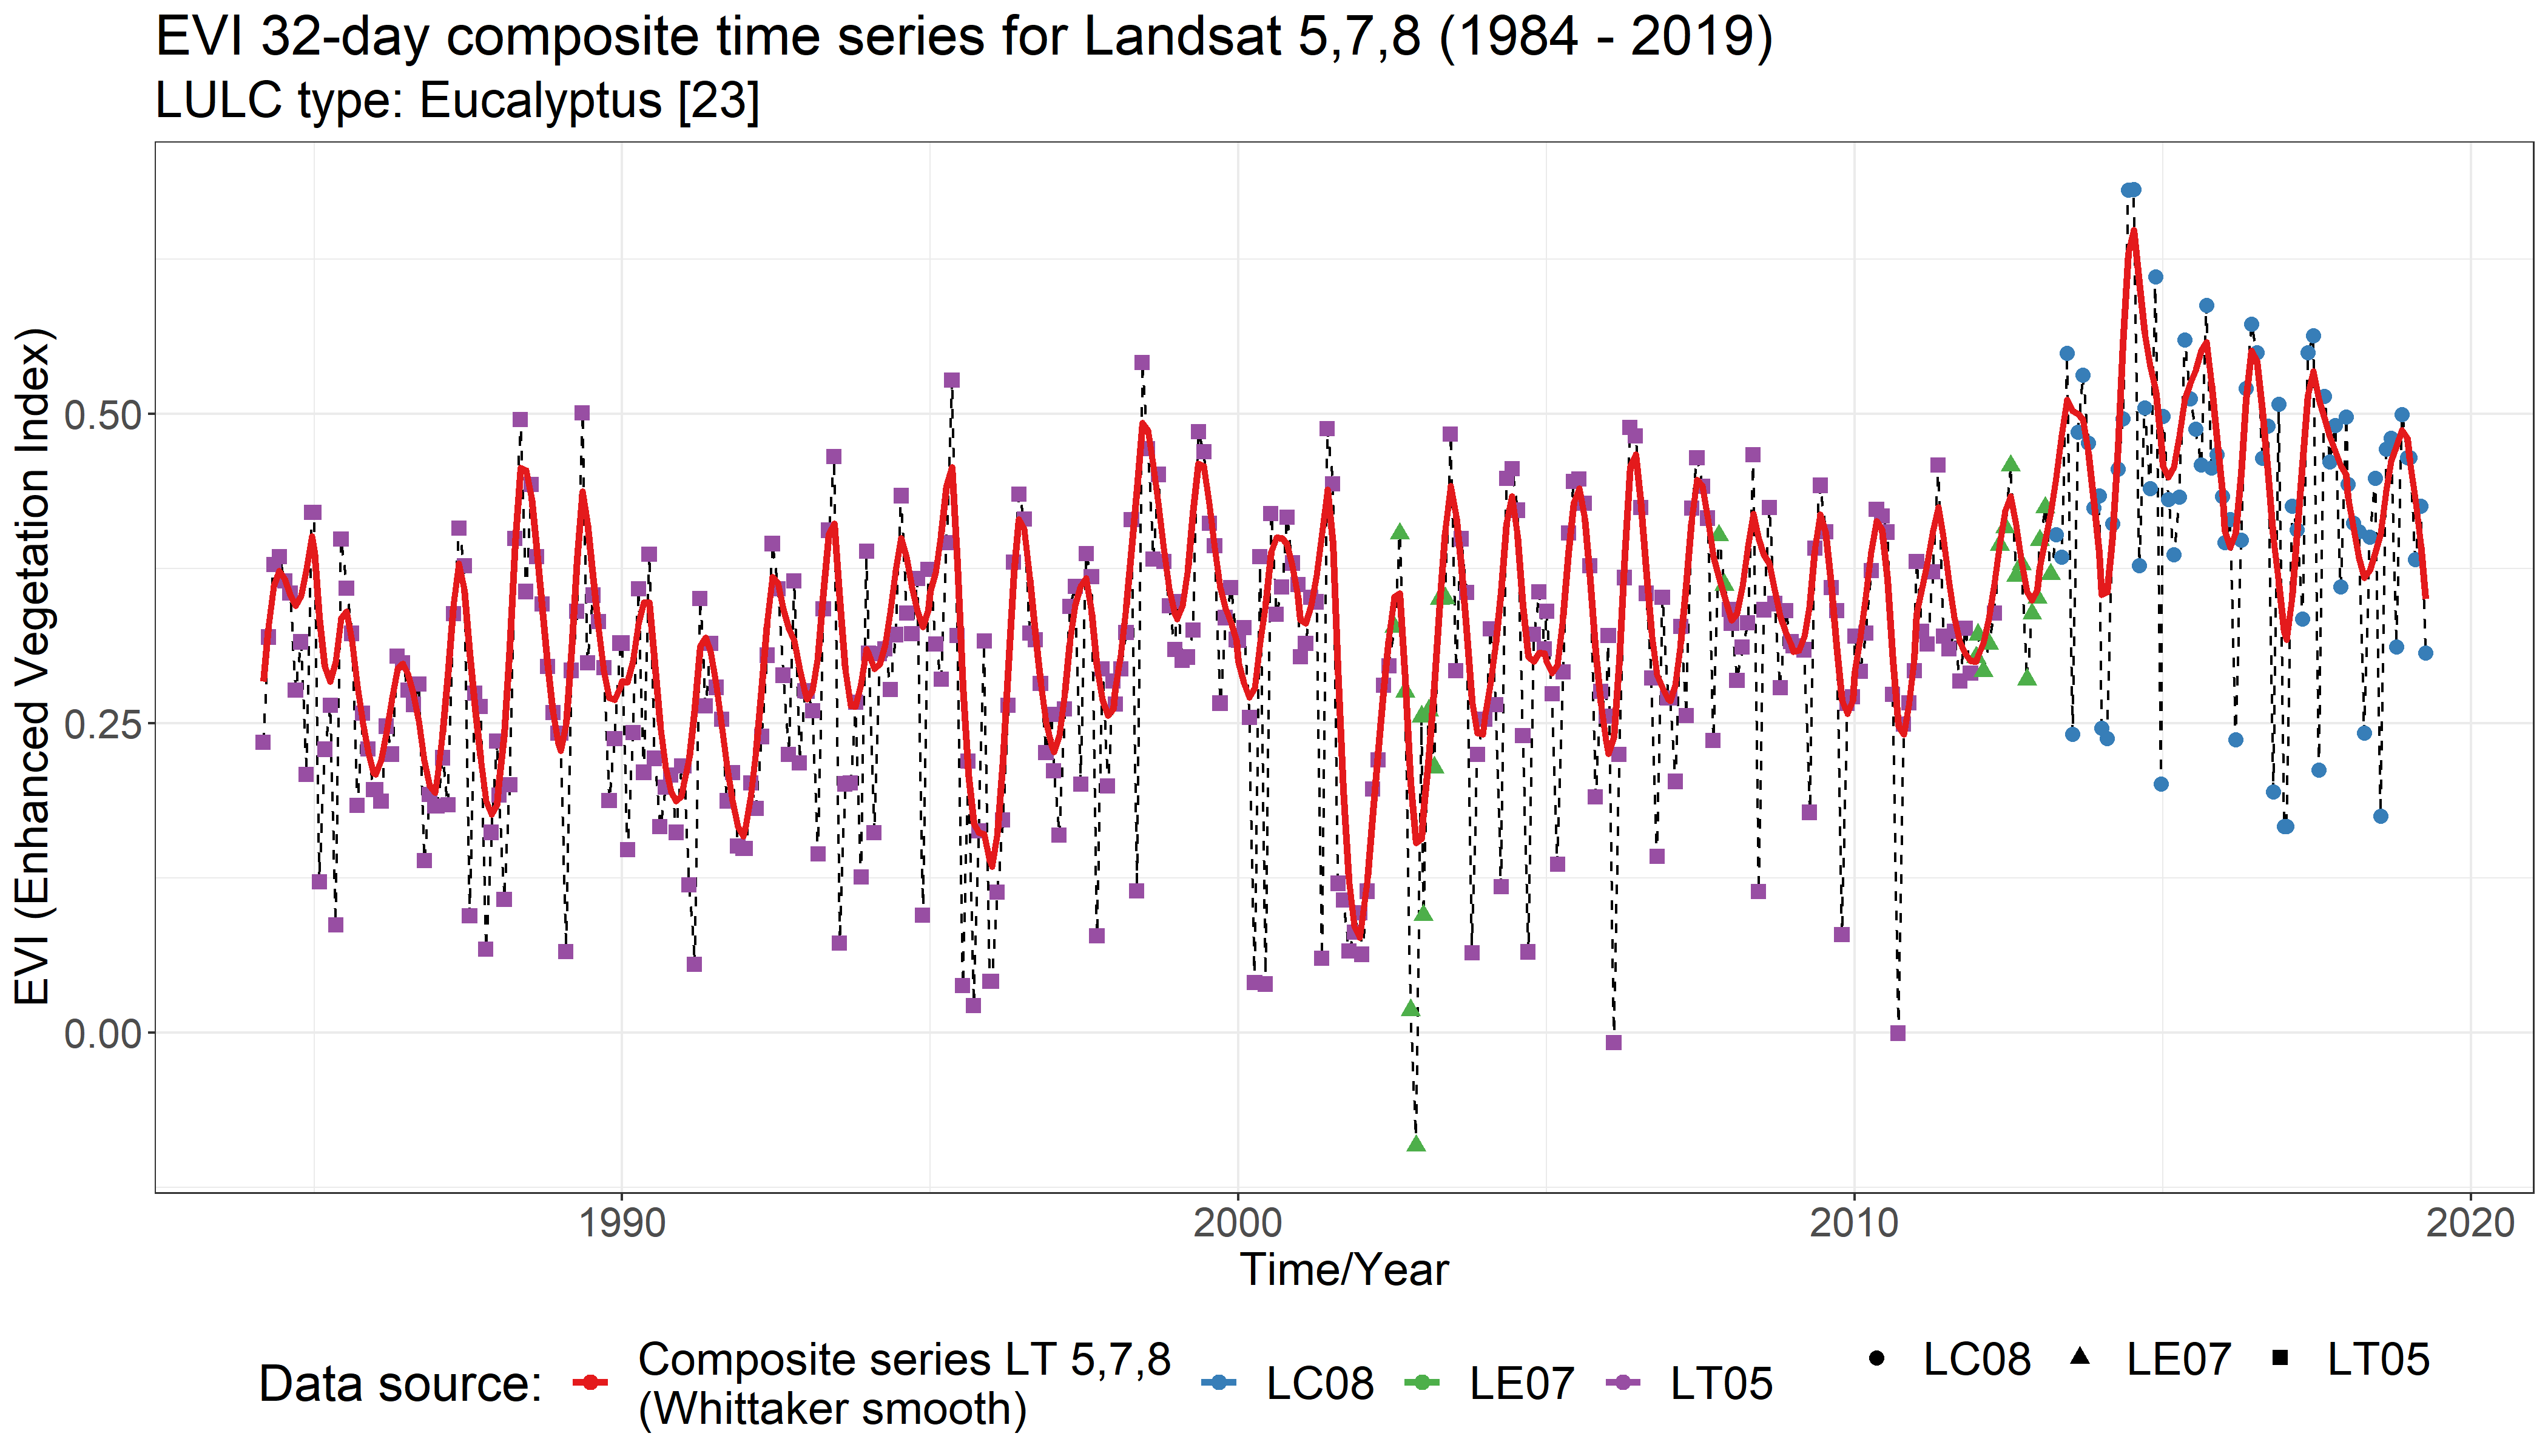 EVI 32-day composite time series for Landsat 5,7,8 (1984 - 2019)
LULC type: Eucalyptus [23]
EVI (Enhanced Vegetation Index)
0.50
0.25
0.00
1990 2000 2010 2020
Time/Year
Data source:
Composite series LT 5,7,8
(Whittaker smooth)
LC08 LE07 LT05
LC08 LE07 LT05